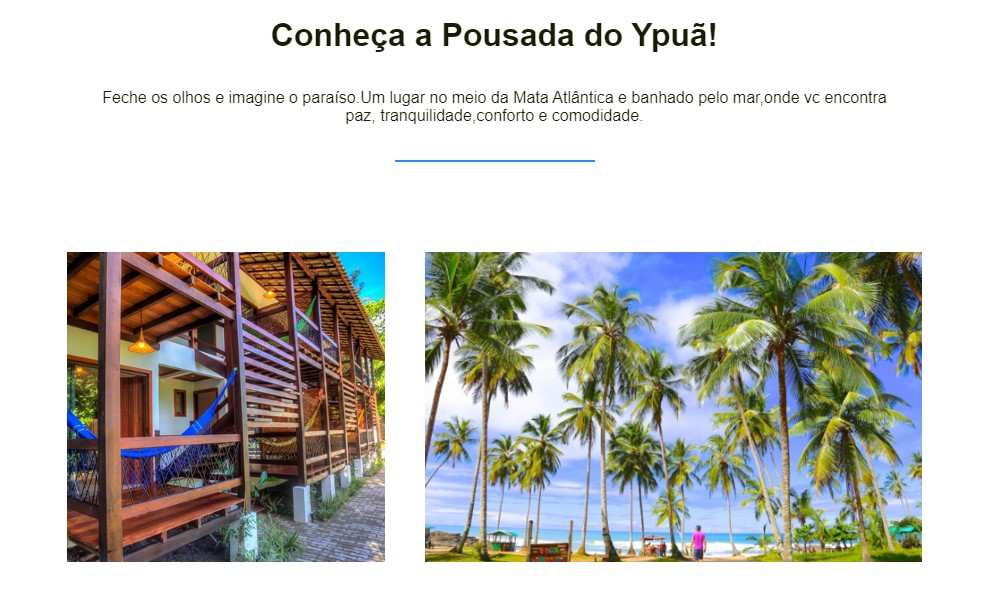 Conheça a Pousada do Ypuã!
Feche os olhos e imagine o paraíso.Um lugar no meio da Mata Atlântica e banhado pelo mar,onde vc encontra
paz, tranquilidade,conforto e comodidade.